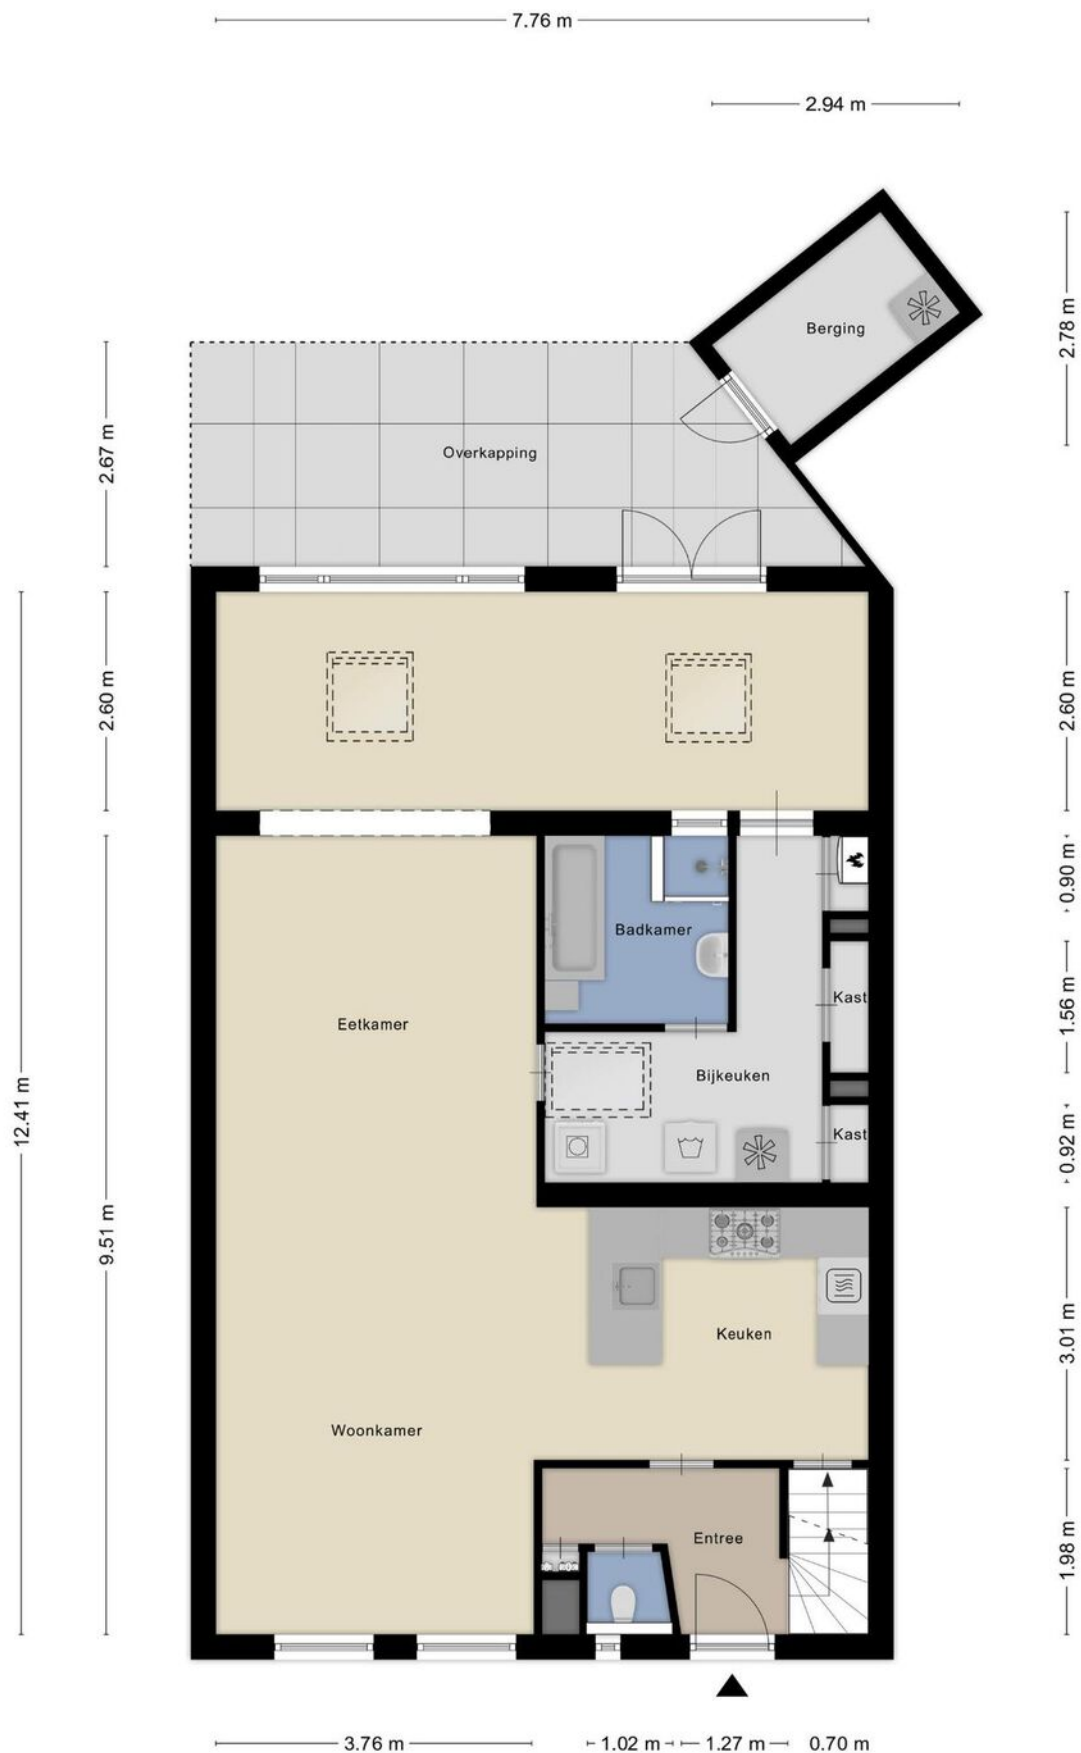 7.76 m
2.94 m
2.78 m
Berging
2.67 m
Overkapping
12.41 m
2.60 m
2.60 m
9.51 m
0.90 m
Badkamer
1.56 m
Kast
Eetkamer
Bijkeuken
Kast
0.92 m
3.01 m
Keuken
Woonkamer
1.98 m
Entree
3.76 m
1.02 m
1.27 m
0.70 m